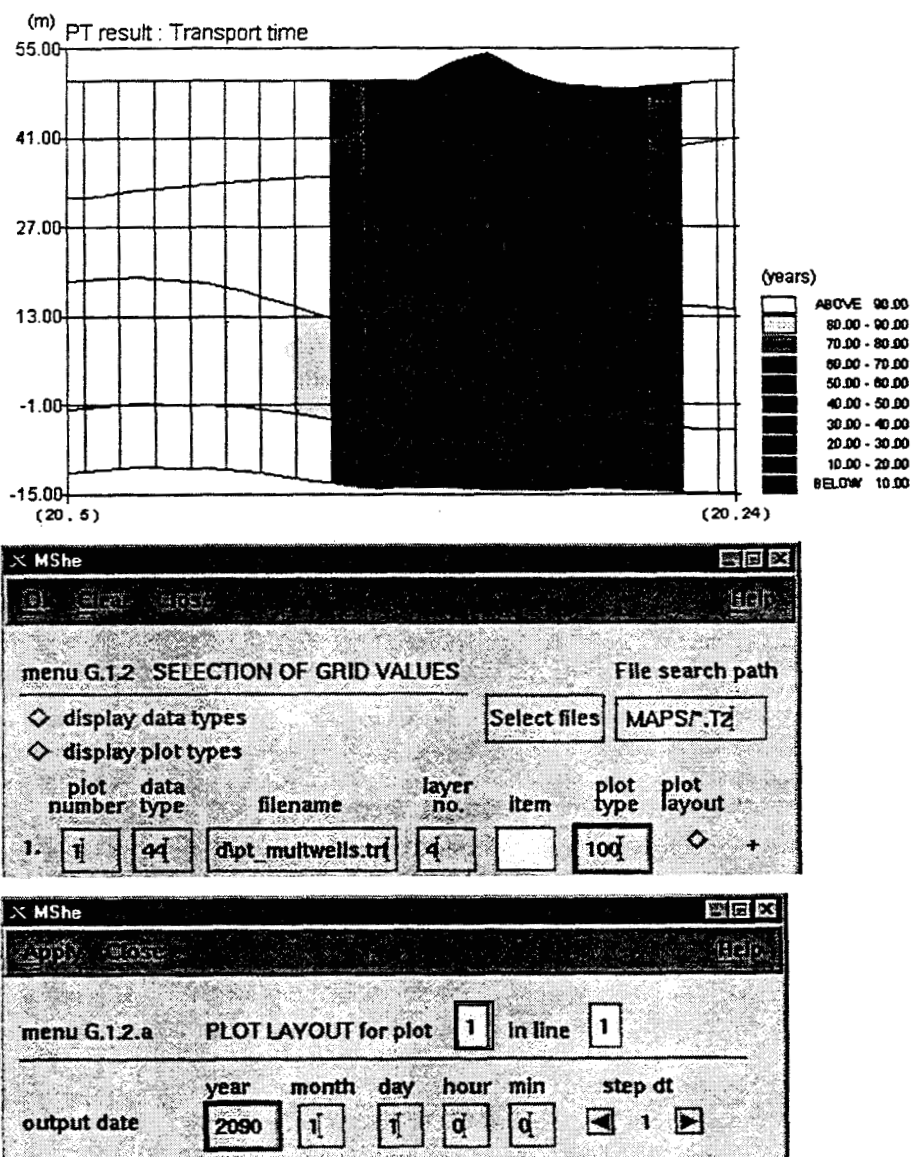 (m)
PT result : Transport time
55.00
41.00
27.00
13.00
-1.00
-15.00
(20, 5)
(20,24)
(years)
ABOVE 90.00
80.00 - 90.00
70.00 - 80.00
60.00 - 70.00
50.00 - 60.00
40.00 - 50.00
30.00 - 40.00
20.00 - 30.00
10.00 - 20.00
BELOW 10.00
X MShe
Clear Close Help
menu G.1.2 SELECTION OF GRID VALUES File search path
display data types Select files MAPS/*.T2
display plot types
plot number data type filename layer no. item plot type plot layout
1. 1 44 d\pt_multwells.trf 4 100 +
X MShe
Apply Close Help
menu G.1.2.a PLOT LAYOUT for plot 1 in line 1
year month day hour min step dt
output date 2090 1 1 0 0 1